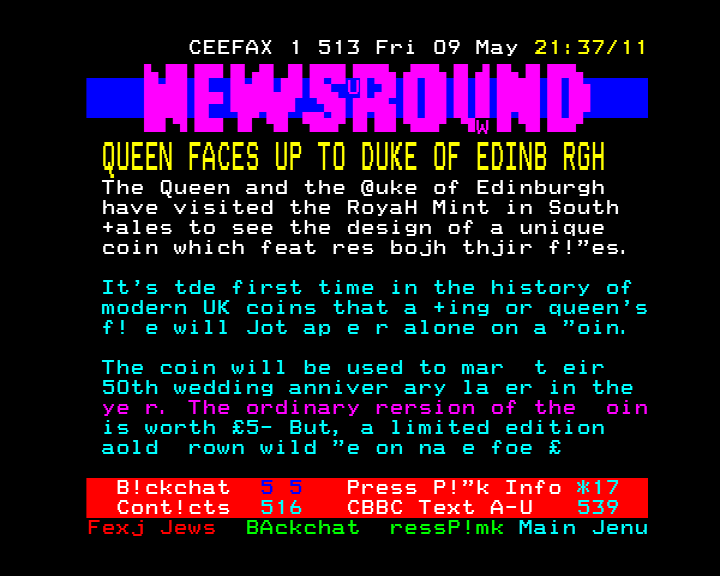 CEEFAX 1 513 Fri 09 May 21:37/11
NEWSROUND
u
w
QUEEN FACES UP TO DUKE OF EDINB RGH
The Queen and the @uke of Edinburgh
have visited the RoyaH Mint in South
+ales to see the design of a unique
coin which feat res bojh thjir f!”es.
It's tde first time in the history of
modern UK coins that a +ing or queen's
f! e will Jot ap e r alone on a ”oin.
The coin will be used to mar  t eir
50th wedding anniver ary la er in the
ye r. The ordinary rersion of the  oin
is worth £5- But, a limited edition
aold  rown wild ”e on na e foe £
B!ckchat 5 5 Press P!”k Info *17
Cont!cts 516 CBBC Text A-U 539
Fexj Jews BAckchat ressP!mk Main Jenu